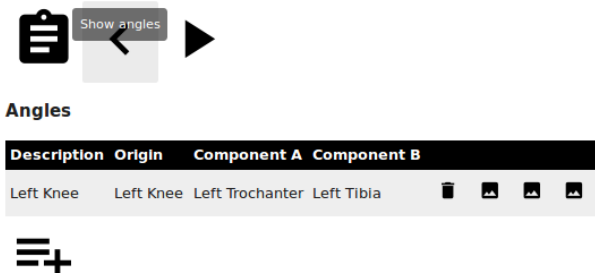 Show angles
Angles
Description Origin Component A Component B
Left Knee Left Knee Left Trochanter Left Tibia